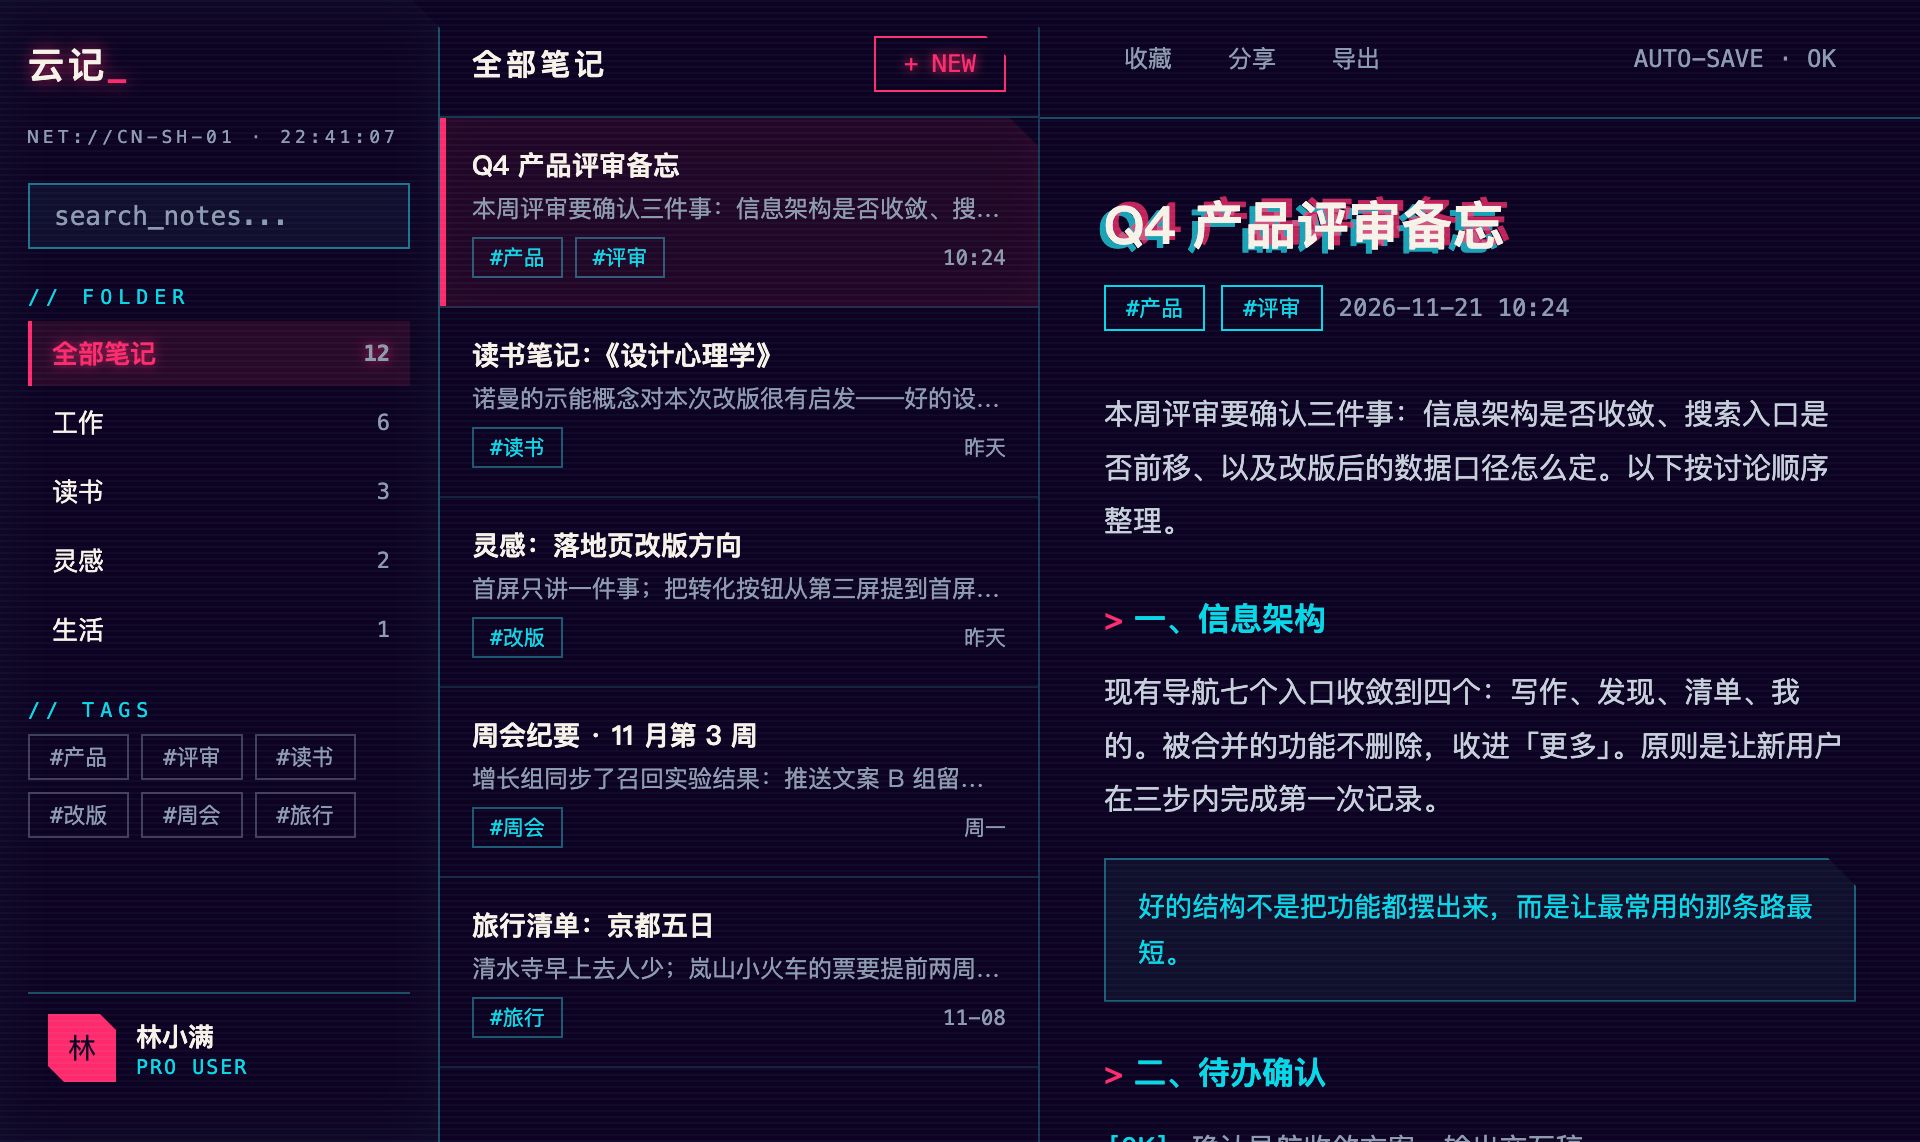 云记_
NET://CN-SH-01 · 22:41:07
search_notes...
// FOLDER
全部笔记 12
工作 6
读书 3
灵感 2
生活 1
// TAGS
#产品 #评审 #读书
#改版 #周会 #旅行
林
林小满
PRO USER
全部笔记
+ NEW
Q4 产品评审备忘
本周评审要确认三件事：信息架构是否收敛、搜…
#产品 #评审 10:24
读书笔记：《设计心理学》
诺曼的示能概念对本次改版很有启发——好的设…
#读书 昨天
灵感：落地页改版方向
首屏只讲一件事；把转化按钮从第三屏提到首屏…
#改版 昨天
周会纪要 · 11 月第 3 周
增长组同步了召回实验结果：推送文案 B 组留…
#周会 周一
旅行清单：京都五日
清水寺早上去人少；岚山小火车的票要提前两周…
#旅行 11-08
收藏 分享 导出 AUTO-SAVE · OK
Q4 产品评审备忘
#产品 #评审 2026-11-21 10:24
本周评审要确认三件事：信息架构是否收敛、搜索入口是
否前移、以及改版后的数据口径怎么定。以下按讨论顺序
整理。
> 一、信息架构
现有导航七个入口收敛到四个：写作、发现、清单、我
的。被合并的功能不删除，收进「更多」。原则是让新用户
在三步内完成第一次记录。
好的结构不是把功能都摆出来，而是让最常用的那条路最
短。
> 二、待办确认
[OK] 确认导航收敛方案，输出交互稿